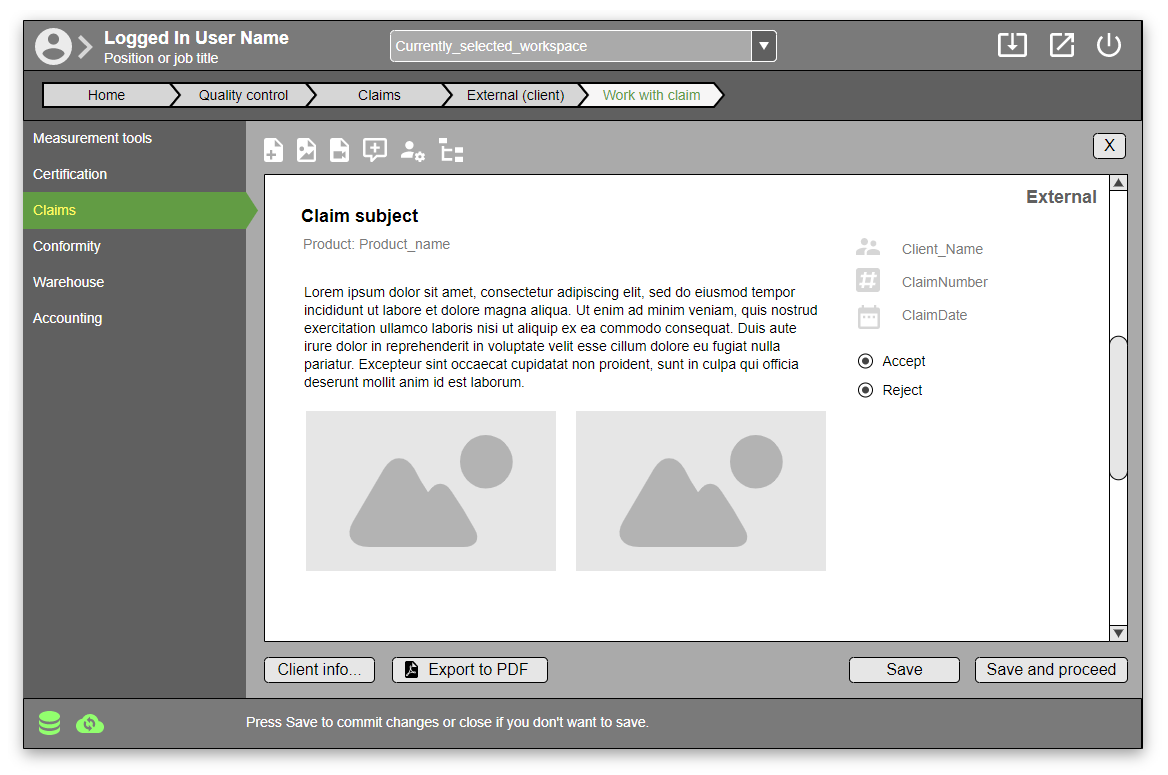 Logged In User Name
Position or job title
Currently_selected_workspace
Home
Quality control
Claims
External (client)
Work with claim
Measurement tools
Certification
Claims
Conformity
Warehouse
Accounting
X
External
Claim subject
Product: Product_name
Client_Name
ClaimNumber
ClaimDate
Lorem ipsum dolor sit amet, consectetur adipiscing elit, sed do eiusmod tempor
incididunt ut labore et dolore magna aliqua. Ut enim ad minim veniam, quis nostrud
exercitation ullamco laboris nisi ut aliquip ex ea commodo consequat. Duis aute
irure dolor in reprehenderit in voluptate velit esse cillum dolore eu fugiat nulla
pariatur. Excepteur sint occaecat cupidatat non proident, sunt in culpa qui officia
deserunt mollit anim id est laborum.
Accept
Reject
Client info...
Export to PDF
Save
Save and proceed
Press Save to commit changes or close if you don't want to save.